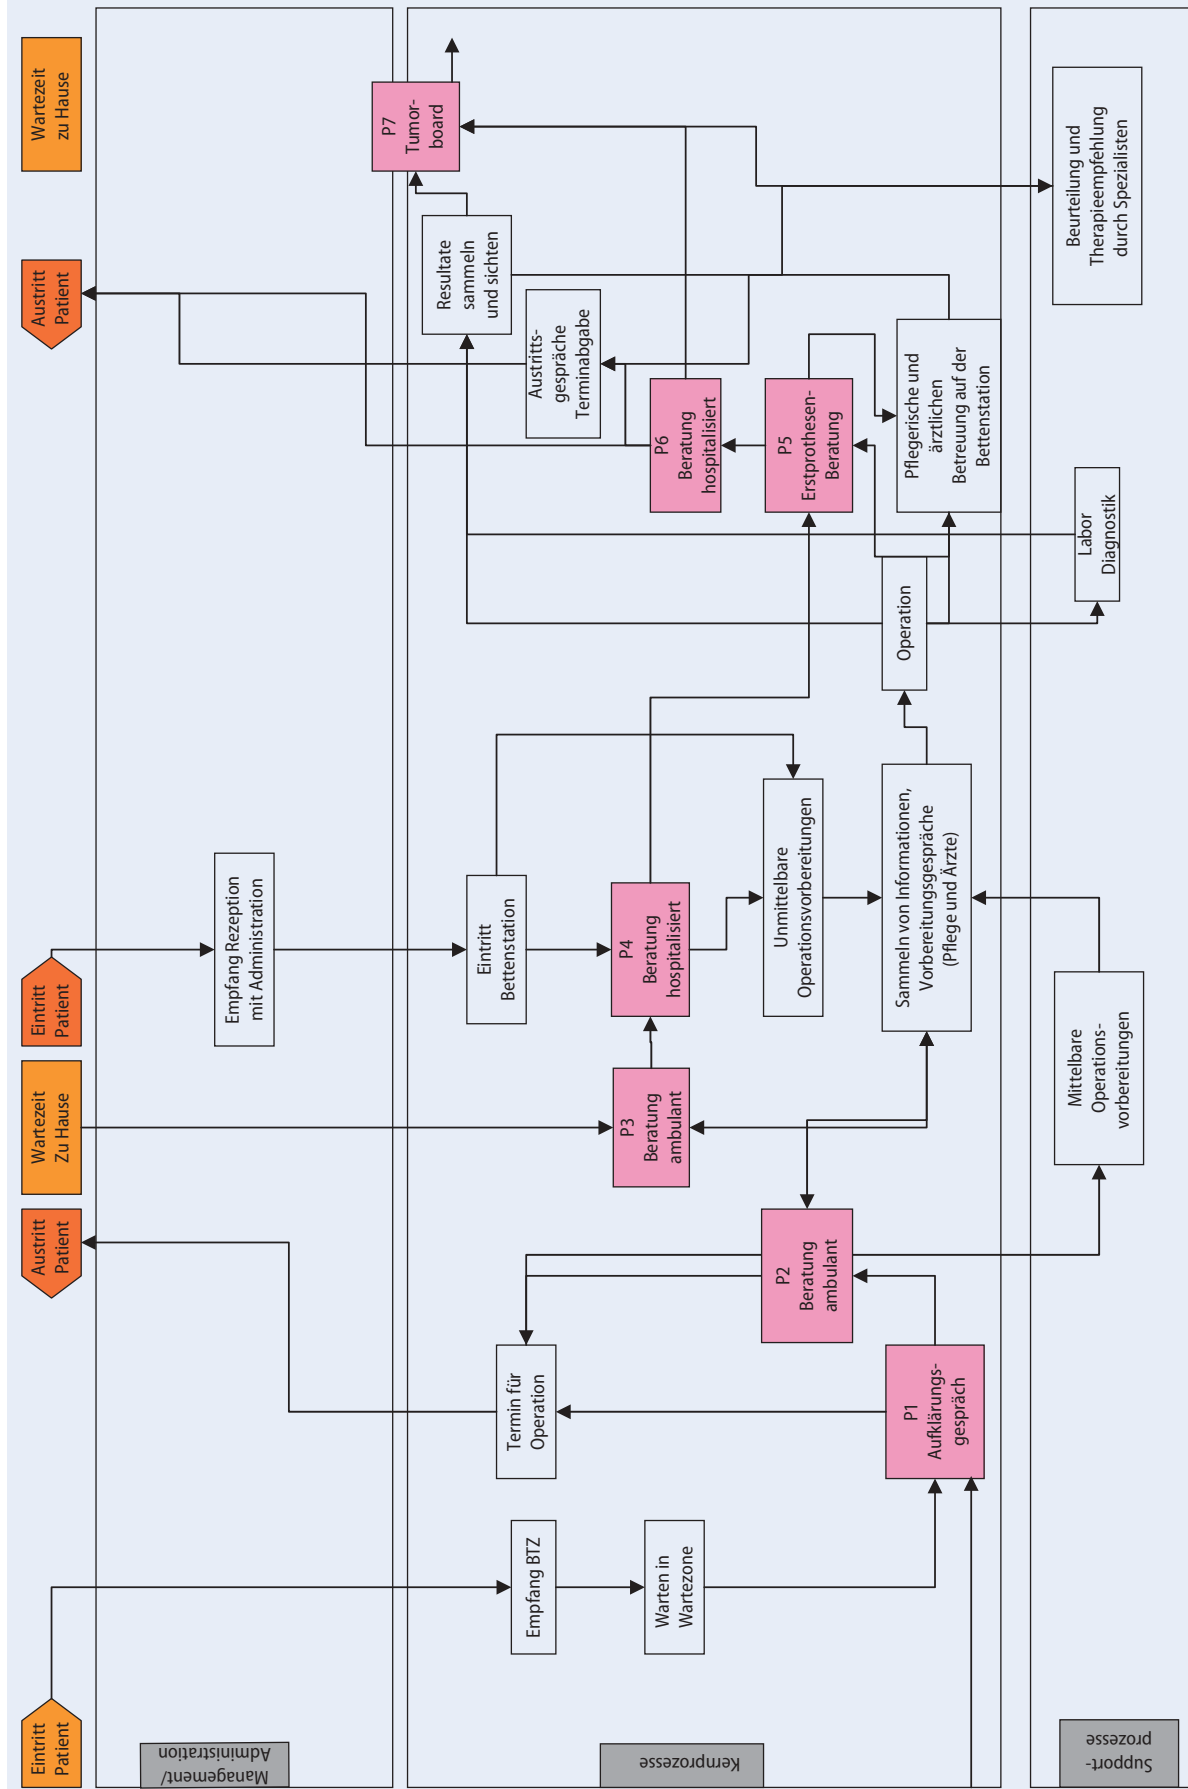 Eintritt
Patient
Austritt
Patient
Wartezeit
Zu Hause
Eintritt
Patient
Austritt
Patient
Wartezeit
zu Hause
Management/
Administration
Empfang Rezeption
mit Administration
Kernprozesse
Empfang BTZ
Warten in
Wartezone
P1
Aufklärungs-
gespräch
Termin für
Operation
P2
Beratung
ambulant
P3
Beratung
ambulant
Eintritt
Bettenstation
P4
Beratung
hospitalisiert
Unmittelbare
Operationsvorbereitungen
Sammeln von Informationen,
Vorbereitungsgespräche
(Pflege und Ärzte)
Operation
P5
Erstprothesen-
Beratung
P6
Beratung
hospitalisiert
Pflegerische und
ärztlichen
Betreuung auf der
Bettenstation
Austritts-
gespräche
Terminabgabe
Resultate
sammeln
und sichten
P7
Tumor-
board
Support-
prozesse
Mittelbare
Operations-
vorbereitungen
Labor
Diagnostik
Beurteilung und
Therapieempfehlung
durch Spezialisten